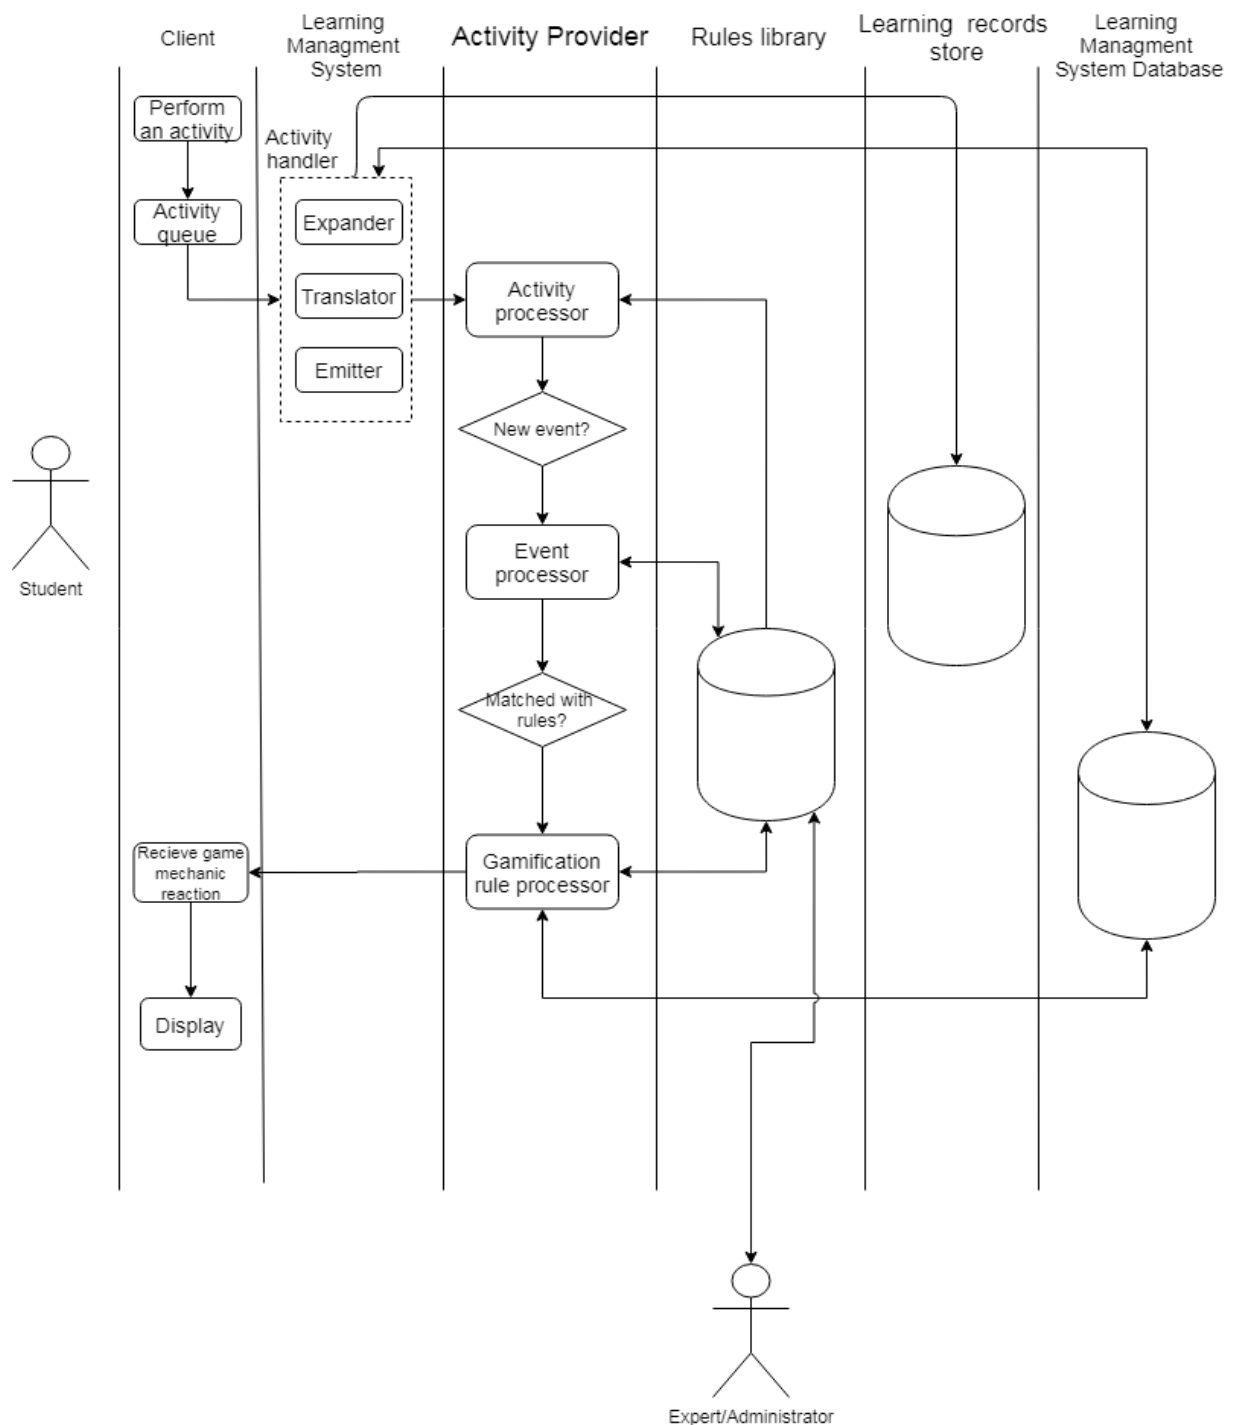 Client
Learning
Managment
System
Activity Provider
Rules library
Learning records
store
Learning
Managment
System Database
Perform
an activity
Activity
handler
Activity
queue
Expander
Translator
Emitter
Activity
processor
New event?
Student
Event
processor
Matched with
rules?
Recieve game
mechanic
reaction
Gamification
rule processor
Display
Expert/Administrator